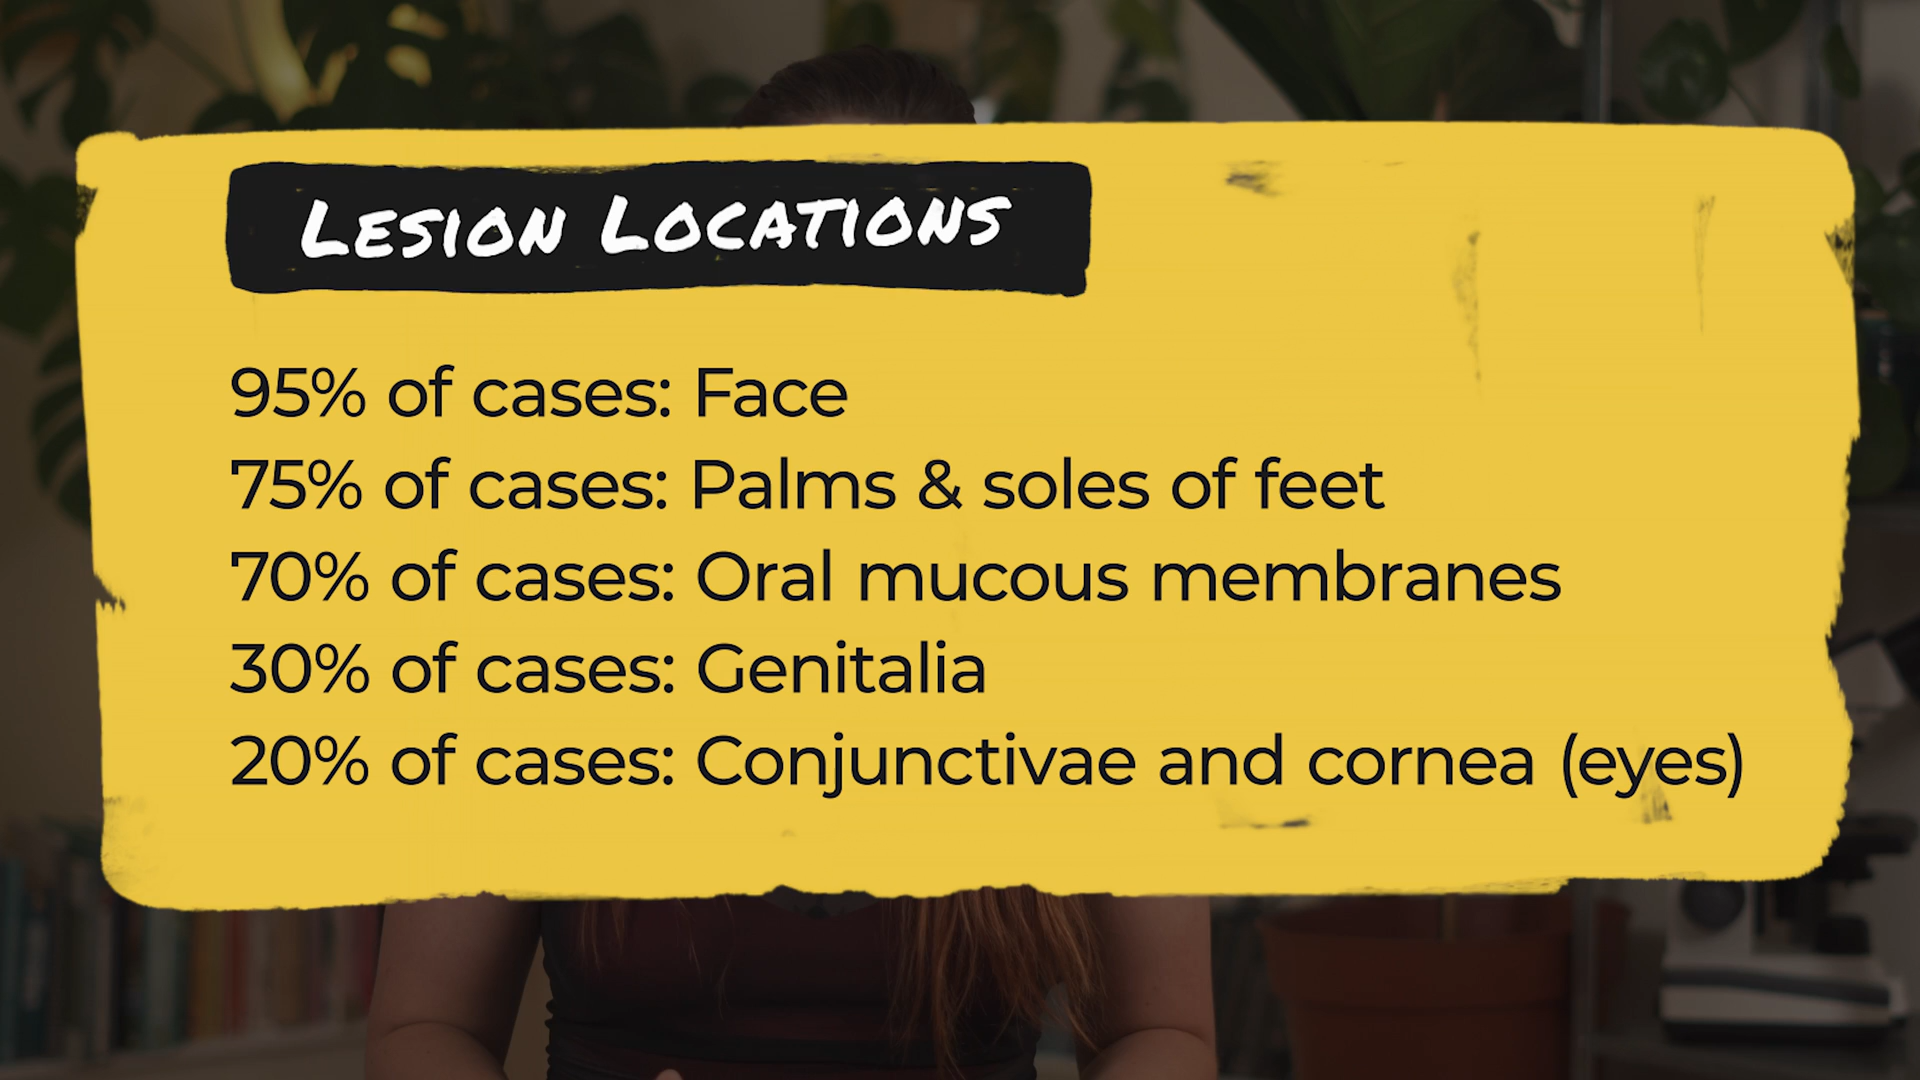 Lesion Locations
95% of cases: Face
75% of cases: Palms & soles of feet
70% of cases: Oral mucous membranes
30% of cases: Genitalia
20% of cases: Conjunctivae and cornea (eyes)